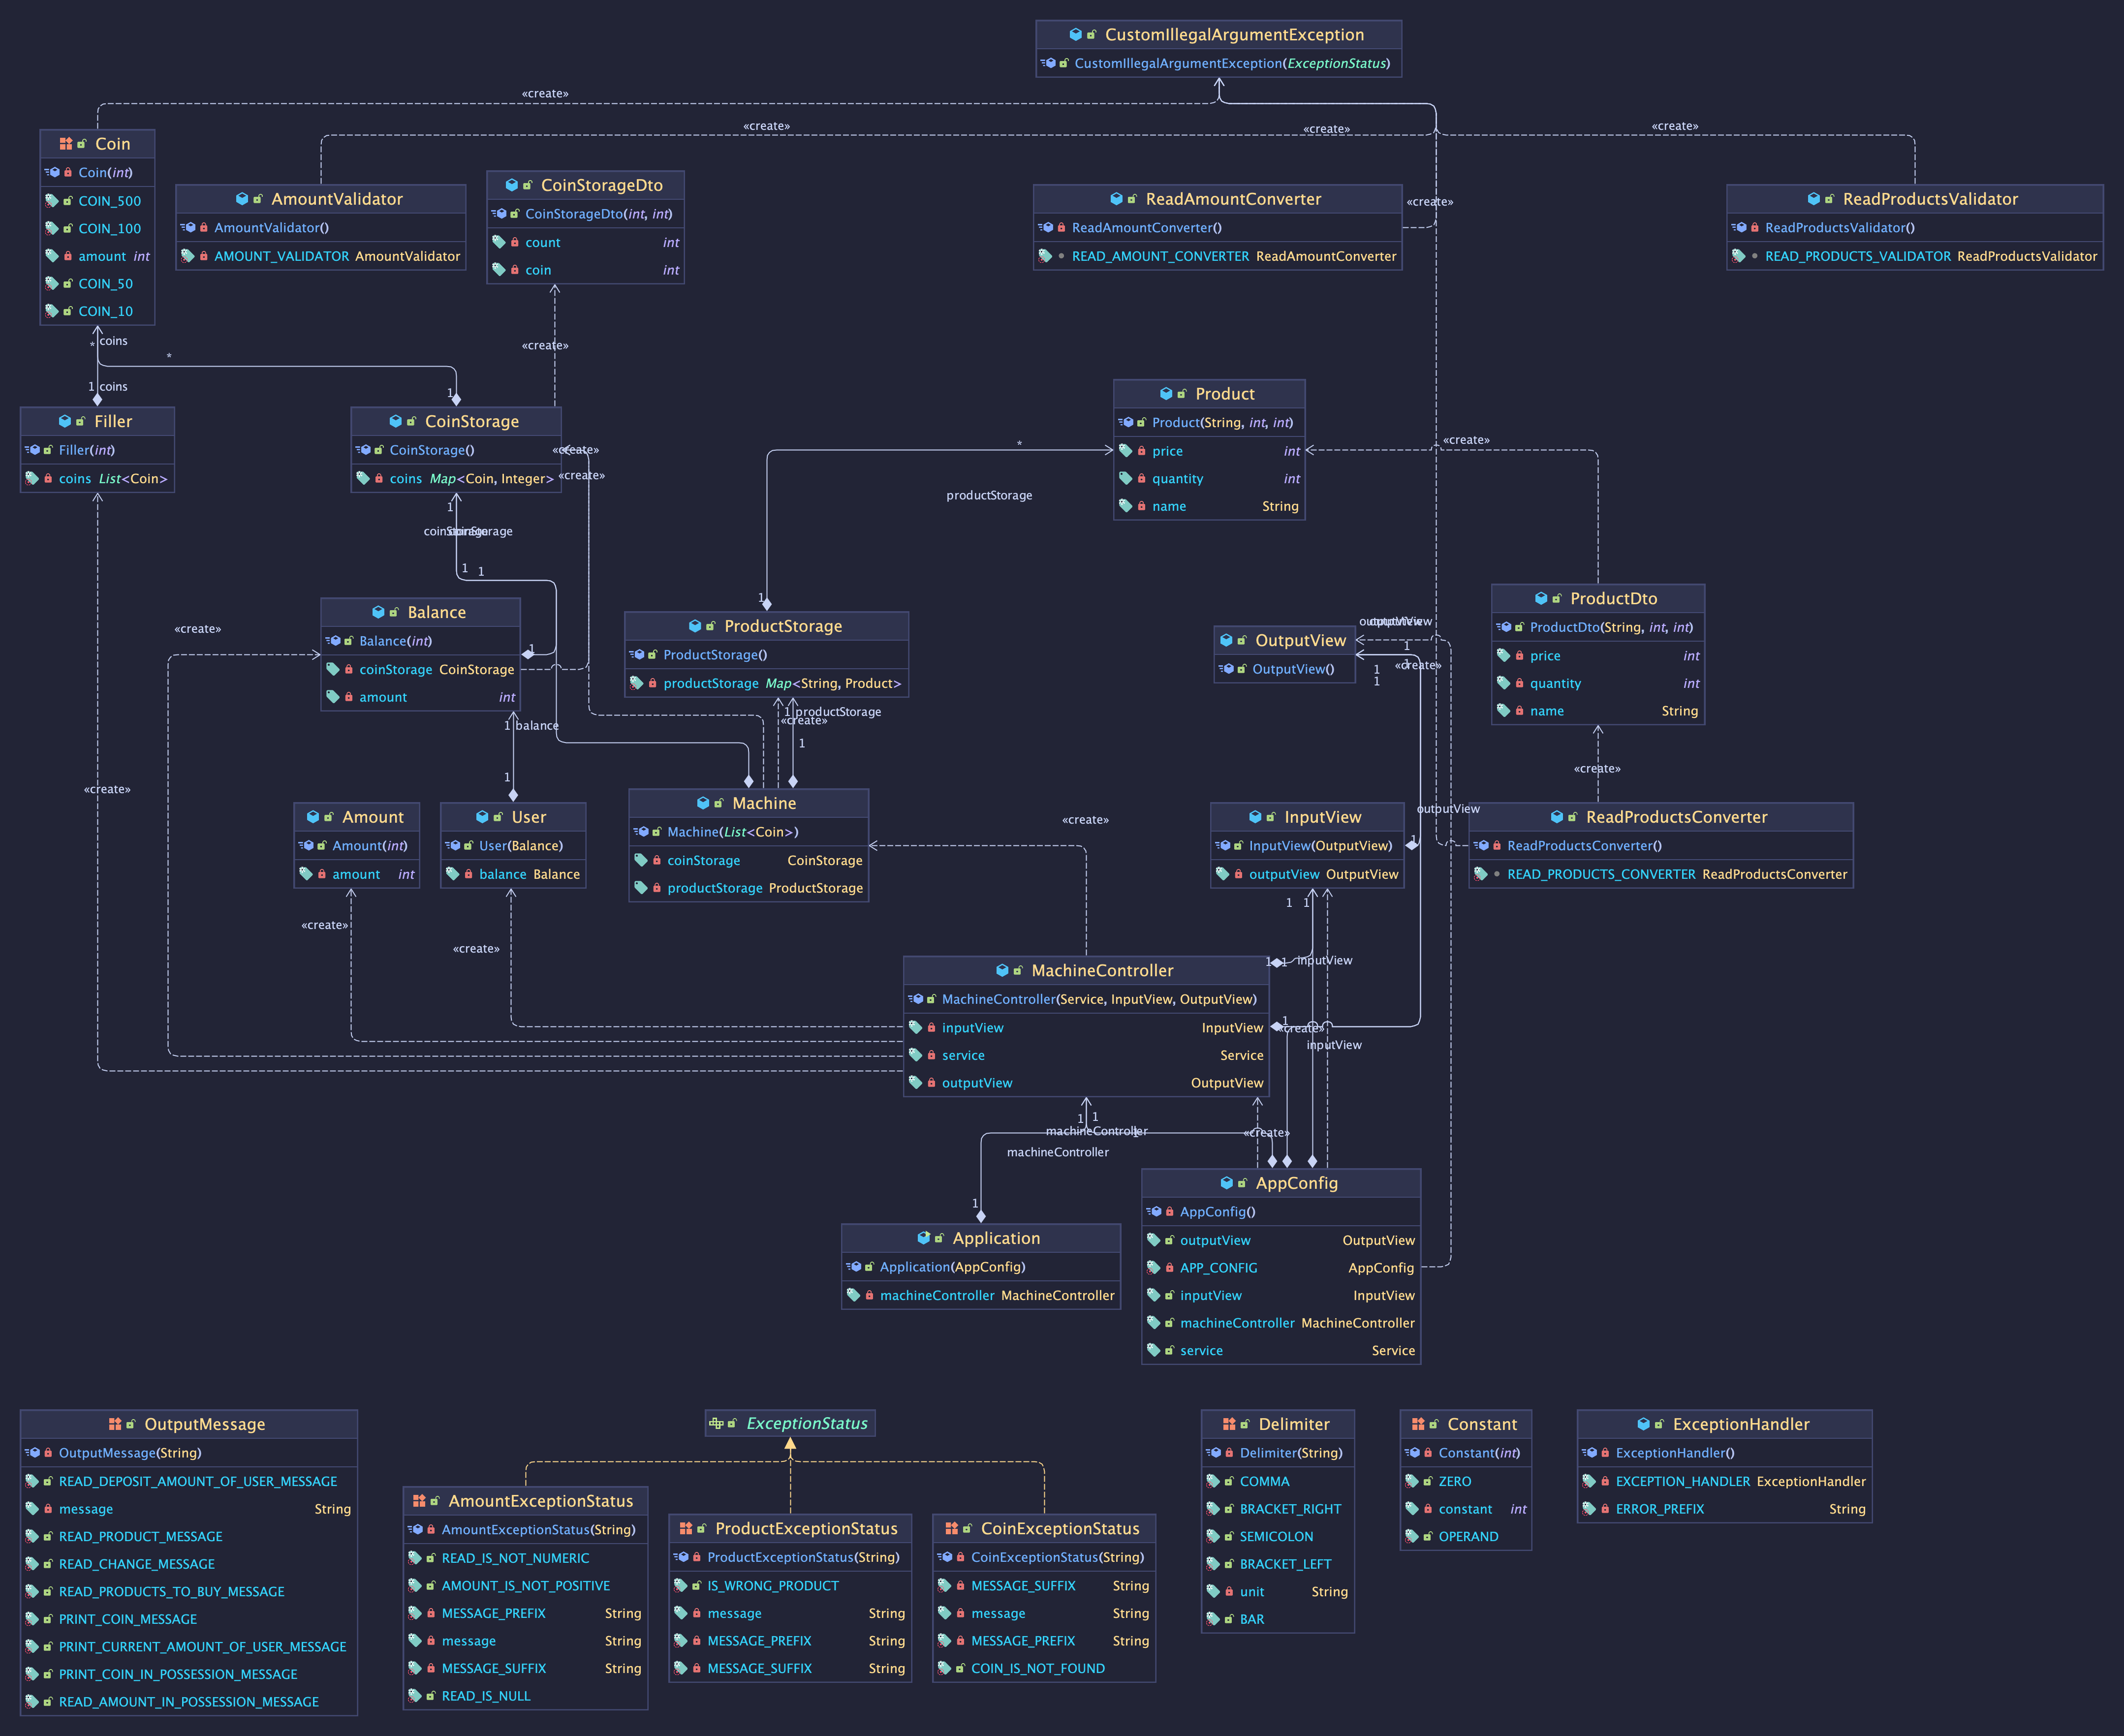 CustomIllegalArgumentException
CustomIllegalArgumentException(ExceptionStatus)
«create»
«create»
«create»
«create»
Coin
Coin(int)
COIN_500
COIN_100
amount int
COIN_50
COIN_10
AmountValidator
AmountValidator()
AMOUNT_VALIDATOR AmountValidator
CoinStorageDto
CoinStorageDto(int, int)
count int
coin int
ReadAmountConverter
ReadAmountConverter()
READ_AMOUNT_CONVERTER ReadAmountConverter
«create»
ReadProductsValidator
ReadProductsValidator()
READ_PRODUCTS_VALIDATOR ReadProductsValidator
* coins
*
«create»
1 coins
1
Filler
Filler(int)
coins List<Coin>
CoinStorage
CoinStorage()
coins Map<Coin, Integer>
«create»
«create»
Product
Product(String, int, int)
price int
quantity int
name String
*
«create»
productStorage
1
coinStorage
coinStorage
1 1
1
Balance
Balance(int)
coinStorage CoinStorage
amount int
1
«create»
ProductStorage
ProductStorage()
productStorage Map<String, Product>
OutputView
OutputView()
outputView
outputView
1
1
«create»
1
1
ProductDto
ProductDto(String, int, int)
price int
quantity int
name String
1 balance
1 productStorage
«create»
1
1
«create»
«create»
Amount
Amount(int)
amount int
User
User(Balance)
balance Balance
Machine
Machine(List<Coin>)
coinStorage CoinStorage
productStorage ProductStorage
«create»
InputView
InputView(OutputView)
outputView OutputView
outputView
1
ReadProductsConverter
ReadProductsConverter()
READ_PRODUCTS_CONVERTER ReadProductsConverter
«create»
«create»
1 1
1 1 inputView
MachineController
MachineController(Service, InputView, OutputView)
inputView InputView
service Service
outputView OutputView
1
«create»
inputView
1 1
machineController
1
«create»
machineController
1
Application
Application(AppConfig)
machineController MachineController
AppConfig
AppConfig()
outputView OutputView
APP_CONFIG AppConfig
inputView InputView
machineController MachineController
service Service
OutputMessage
OutputMessage(String)
READ_DEPOSIT_AMOUNT_OF_USER_MESSAGE
message String
READ_PRODUCT_MESSAGE
READ_CHANGE_MESSAGE
READ_PRODUCTS_TO_BUY_MESSAGE
PRINT_COIN_MESSAGE
PRINT_CURRENT_AMOUNT_OF_USER_MESSAGE
PRINT_COIN_IN_POSSESSION_MESSAGE
READ_AMOUNT_IN_POSSESSION_MESSAGE
ExceptionStatus
AmountExceptionStatus
AmountExceptionStatus(String)
READ_IS_NOT_NUMERIC
AMOUNT_IS_NOT_POSITIVE
MESSAGE_PREFIX String
message String
MESSAGE_SUFFIX String
READ_IS_NULL
ProductExceptionStatus
ProductExceptionStatus(String)
IS_WRONG_PRODUCT
message String
MESSAGE_PREFIX String
MESSAGE_SUFFIX String
CoinExceptionStatus
CoinExceptionStatus(String)
MESSAGE_SUFFIX String
message String
MESSAGE_PREFIX String
COIN_IS_NOT_FOUND
Delimiter
Delimiter(String)
COMMA
BRACKET_RIGHT
SEMICOLON
BRACKET_LEFT
unit String
BAR
Constant
Constant(int)
ZERO
constant int
OPERAND
ExceptionHandler
ExceptionHandler()
EXCEPTION_HANDLER ExceptionHandler
ERROR_PREFIX String